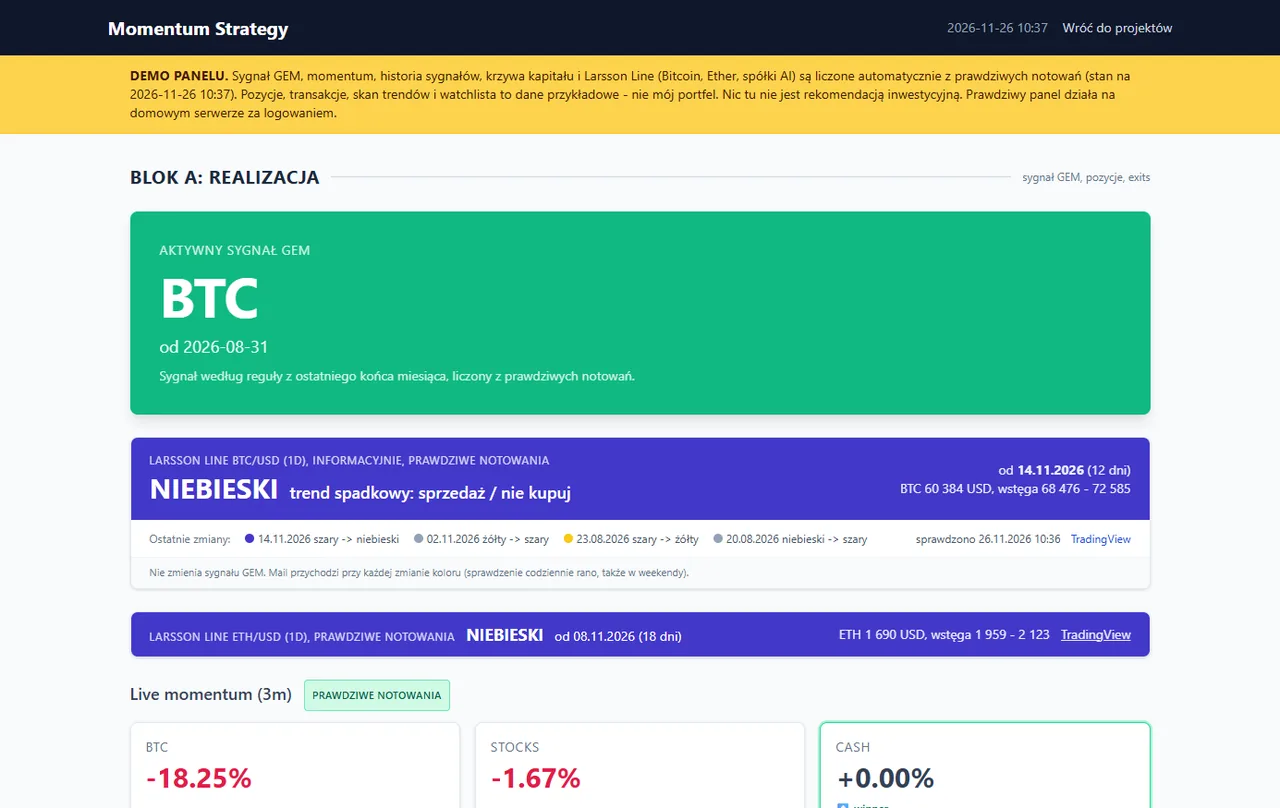 Momentum Strategy
2026-11-26 10:37 Wróć do projektów
DEMO PANELU. Sygnał GEM, momentum, historia sygnałów, krzywa kapitału i Larsson Line (Bitcoin, Ether, spółki AI) są liczone automatycznie z prawdziwych notowań (stan na
2026-11-26 10:37). Pozycje, transakcje, skan trendów i watchlista to dane przykładowe - nie mój portfel. Nic tu nie jest rekomendacją inwestycyjną. Prawdziwy panel działa na
domowym serwerze za logowaniem.
BLOK A: REALIZACJA
sygnał GEM, pozycje, exits
AKTYWNY SYGNAŁ GEM
BTC
od 2026-08-31
Sygnał według reguły z ostatniego końca miesiąca, liczony z prawdziwych notowań.
LARSSON LINE BTC/USD (1D), INFORMACYJNIE, PRAWDZIWE NOTOWANIA
NIEBIESKI trend spadkowy: sprzedaż / nie kupuj
od 14.11.2026 (12 dni)
BTC 60 384 USD, wstęga 68 476 - 72 585
Ostatnie zmiany: 14.11.2026 szary -> niebieski 02.11.2026 żółty -> szary 23.08.2026 szary -> żółty 20.08.2026 niebieski -> szary
sprawdzono 26.11.2026 10:36 TradingView
Nie zmienia sygnału GEM. Mail przychodzi przy każdej zmianie koloru (sprawdzenie codziennie rano, także w weekendy).
LARSSON LINE ETH/USD (1D), PRAWDZIWE NOTOWANIA NIEBIESKI od 08.11.2026 (18 dni)
ETH 1 690 USD, wstęga 1 959 - 2 123 TradingView
Live momentum (3m) PRAWDZIWE NOTOWANIA
BTC
-18.25%
STOCKS
-1.67%
CASH
+0.00%